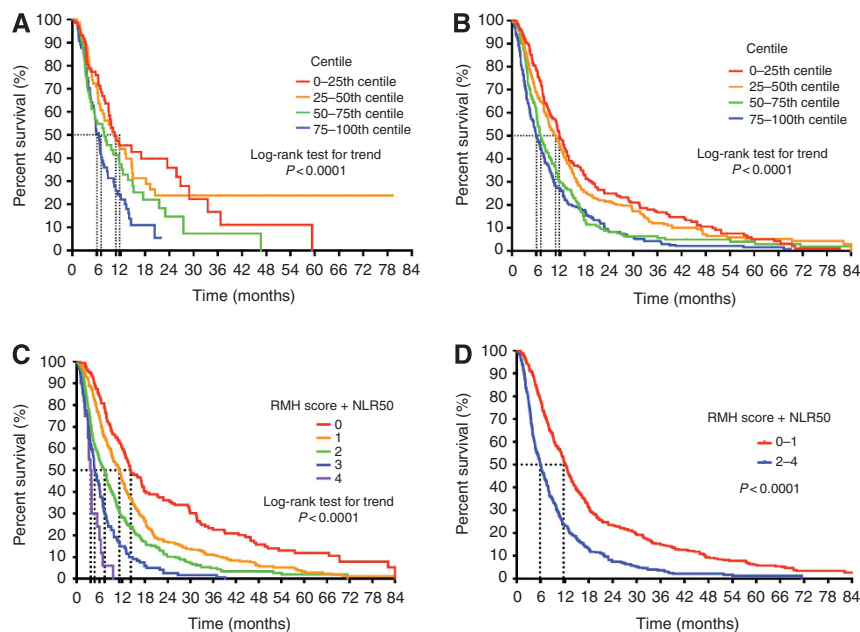 A
Percent survival (%)
100
90
80
70
60
50
40
30
20
10
0
Centile
0–25th centile
25–50th centile
50–75th centile
75–100th centile
Log-rank test for trend
P<0.0001
0 6 12 18 24 30 36 42 48 54 60 66 72 78 84
Time (months)
B
Percent survival (%)
100
90
80
70
60
50
40
30
20
10
0
Centile
0–25th centile
25–50th centile
50–75th centile
75–100th centile
Log-rank test for trend
P<0.0001
0 6 12 18 24 30 36 42 48 54 60 66 72 78 84
Time (months)
C
Percent survival (%)
100
90
80
70
60
50
40
30
20
10
0
RMH score + NLR50
0
1
2
3
4
Log-rank test for trend
P<0.0001
0 6 12 18 24 30 36 42 48 54 60 66 72 78 84
Time (months)
D
Percent survival (%)
100
90
80
70
60
50
40
30
20
10
0
RMH score + NLR50
0–1
2–4
P<0.0001
0 6 12 18 24 30 36 42 48 54 60 66 72 78 84
Time (months)